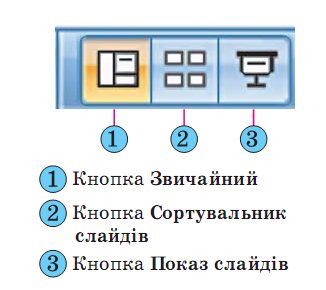 1 2 3
1 Кнопка Звичайний
2 Кнопка Сортувальник
слайдів
3 Кнопка Показ слайдів